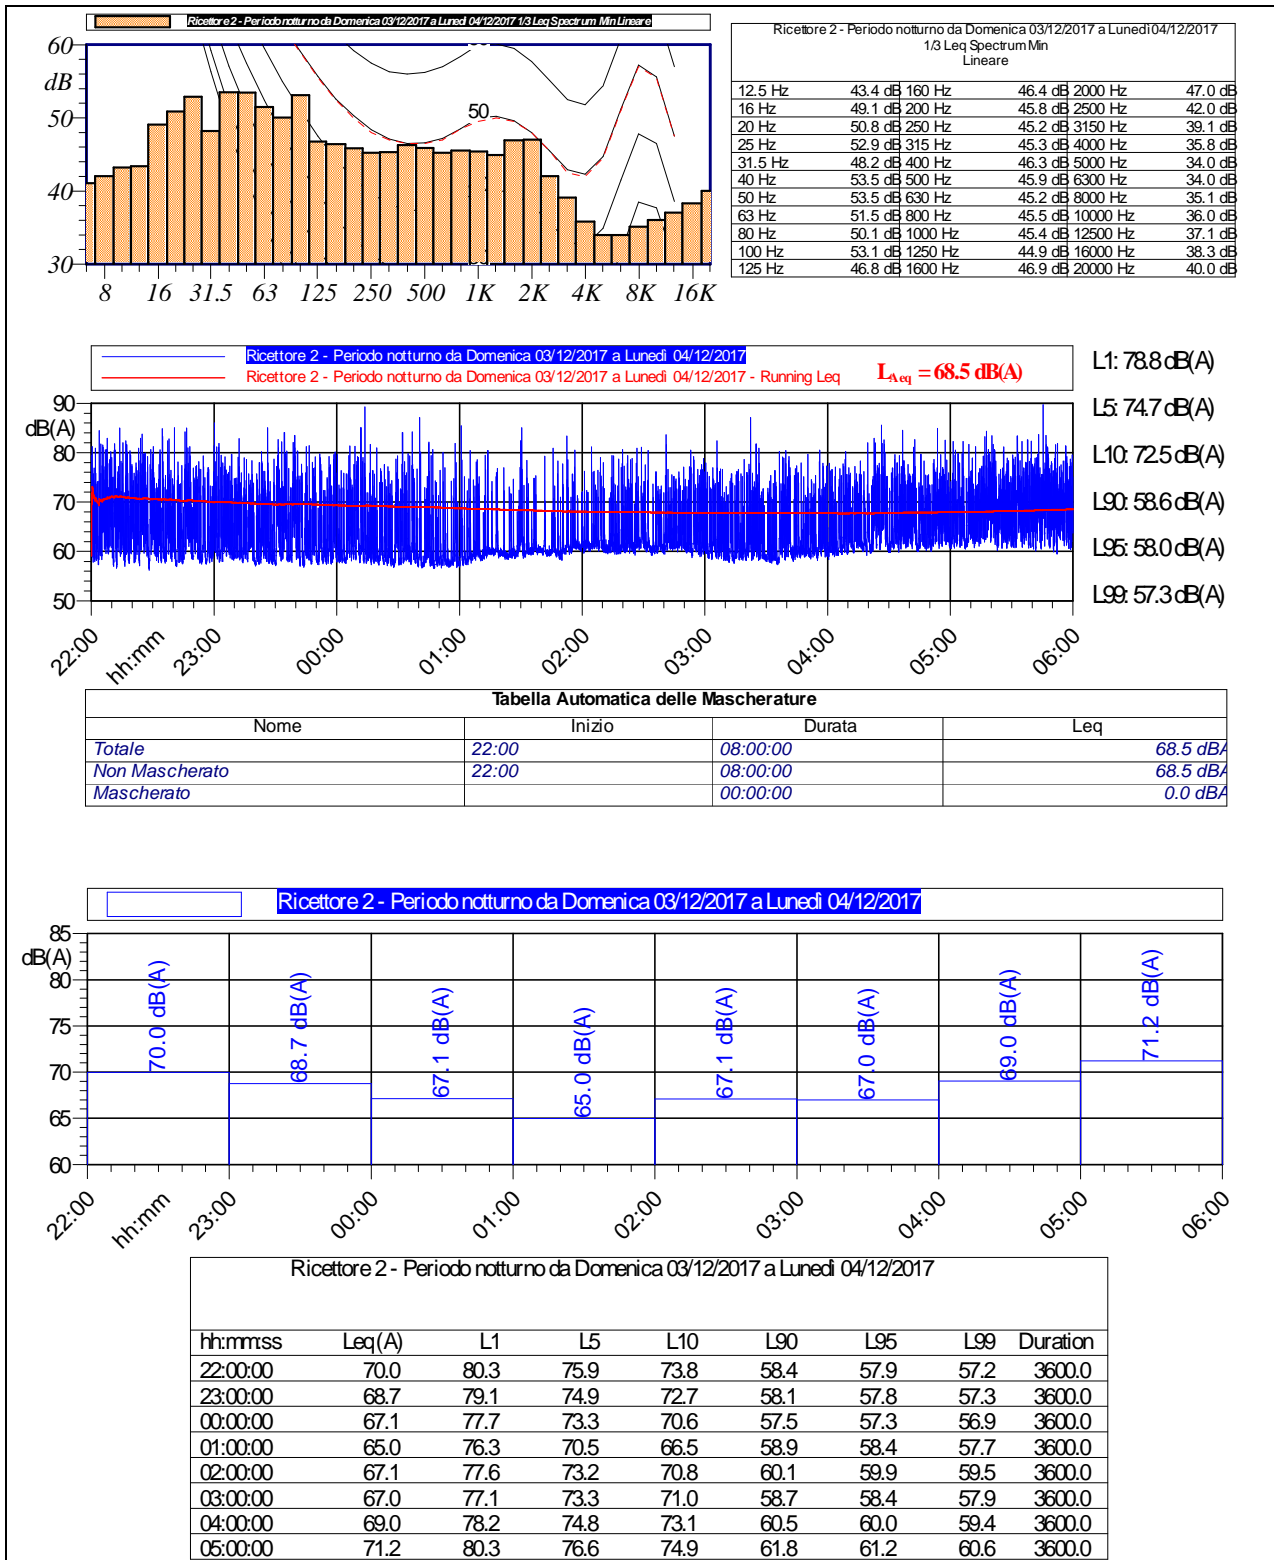 Ricettore 2 - Periodo notturno da Domenica 03/12/2017 a Lunedì 04/12/2017 1/3 Leq Spectrum Min Lineare
60
dB
50
40
30
50
8 16 31.5 63 125 250 500 1K 2K 4K 8K 16K
Ricettore 2 - Periodo notturno da Domenica 03/12/2017 a Lunedì 04/12/2017
1/3 Leq Spectrum Min
Lineare
12.5 Hz 43.4 dB 160 Hz 46.4 dB 2000 Hz 47.0 dB
16 Hz 49.1 dB 200 Hz 45.8 dB 2500 Hz 42.0 dB
20 Hz 50.8 dB 250 Hz 45.2 dB 3150 Hz 39.1 dB
25 Hz 52.9 dB 315 Hz 45.3 dB 4000 Hz 35.8 dB
31.5 Hz 48.2 dB 400 Hz 46.3 dB 5000 Hz 34.0 dB
40 Hz 53.5 dB 500 Hz 45.9 dB 6300 Hz 34.0 dB
50 Hz 53.5 dB 630 Hz 45.2 dB 8000 Hz 35.1 dB
63 Hz 51.5 dB 800 Hz 45.5 dB 10000 Hz 36.0 dB
80 Hz 50.1 dB 1000 Hz 45.4 dB 12500 Hz 37.1 dB
100 Hz 53.1 dB 1250 Hz 44.9 dB 16000 Hz 38.3 dB
125 Hz 46.8 dB 1600 Hz 46.9 dB 20000 Hz 40.0 dB
Ricettore 2 - Periodo notturno da Domenica 03/12/2017 a Lunedì 04/12/2017
Ricettore 2 - Periodo notturno da Domenica 03/12/2017 a Lunedì 04/12/2017 - Running Leq
LAeq = 68.5 dB(A)
90
dB(A)
80
70
60
50
22:00 hh:mm 23:00 00:00 01:00 02:00 03:00 04:00 05:00 06:00
L1: 78.8 dB(A)
L5: 74.7 dB(A)
L10: 72.5 dB(A)
L90: 58.6 dB(A)
L95: 58.0 dB(A)
L99: 57.3 dB(A)
Tabella Automatica delle Mascherature
Nome Inizio Durata Leq
Totale 22:00 08:00:00 68.5 dBA
Non Mascherato 22:00 08:00:00 68.5 dBA
Mascherato 00:00:00 0.0 dBA
Ricettore 2 - Periodo notturno da Domenica 03/12/2017 a Lunedì 04/12/2017
85
dB(A)
80
75
70
65
60
70.0 dB(A) 68.7 dB(A) 67.1 dB(A) 65.0 dB(A) 67.1 dB(A) 67.0 dB(A) 69.0 dB(A) 71.2 dB(A)
22:00 hh:mm 23:00 00:00 01:00 02:00 03:00 04:00 05:00 06:00
Ricettore 2 - Periodo notturno da Domenica 03/12/2017 a Lunedì 04/12/2017
hh:mm:ss Leq(A) L1 L5 L10 L90 L95 L99 Duration
22:00:00 70.0 80.3 75.9 73.8 58.4 57.9 57.2 3600.0
23:00:00 68.7 79.1 74.9 72.7 58.1 57.8 57.3 3600.0
00:00:00 67.1 77.7 73.3 70.6 57.5 57.3 56.9 3600.0
01:00:00 65.0 76.3 70.5 66.5 58.9 58.4 57.7 3600.0
02:00:00 67.1 77.6 73.2 70.8 60.1 59.9 59.5 3600.0
03:00:00 67.0 77.1 73.3 71.0 58.7 58.4 57.9 3600.0
04:00:00 69.0 78.2 74.8 73.1 60.5 60.0 59.4 3600.0
05:00:00 71.2 80.3 76.6 74.9 61.8 61.2 60.6 3600.0